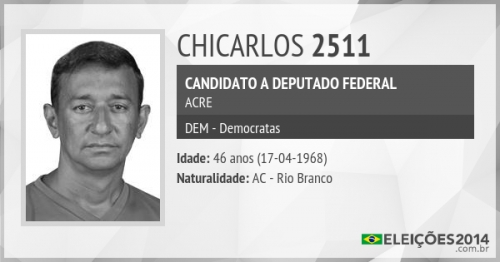 CHICARLOS 2511
CANDIDATO A DEPUTADO FEDERAL
ACRE
DEM - Democratas
Idade: 46 anos (17-04-1968)
Naturalidade: AC - Rio Branco
ELEIÇÕES2014
.com.br